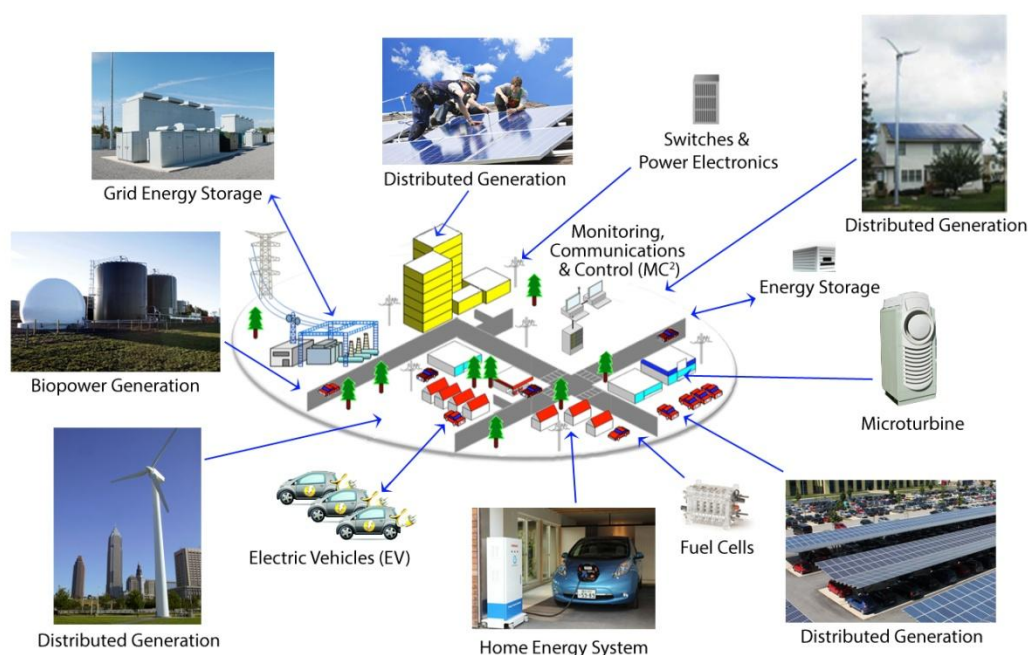 Grid Energy Storage
Distributed Generation
Switches &
Power Electronics
Distributed Generation
Monitoring,
Communications
& Control (MC²)
Energy Storage
Biopower Generation
Microturbine
Electric Vehicles (EV)
Fuel Cells
Distributed Generation
Home Energy System
Distributed Generation